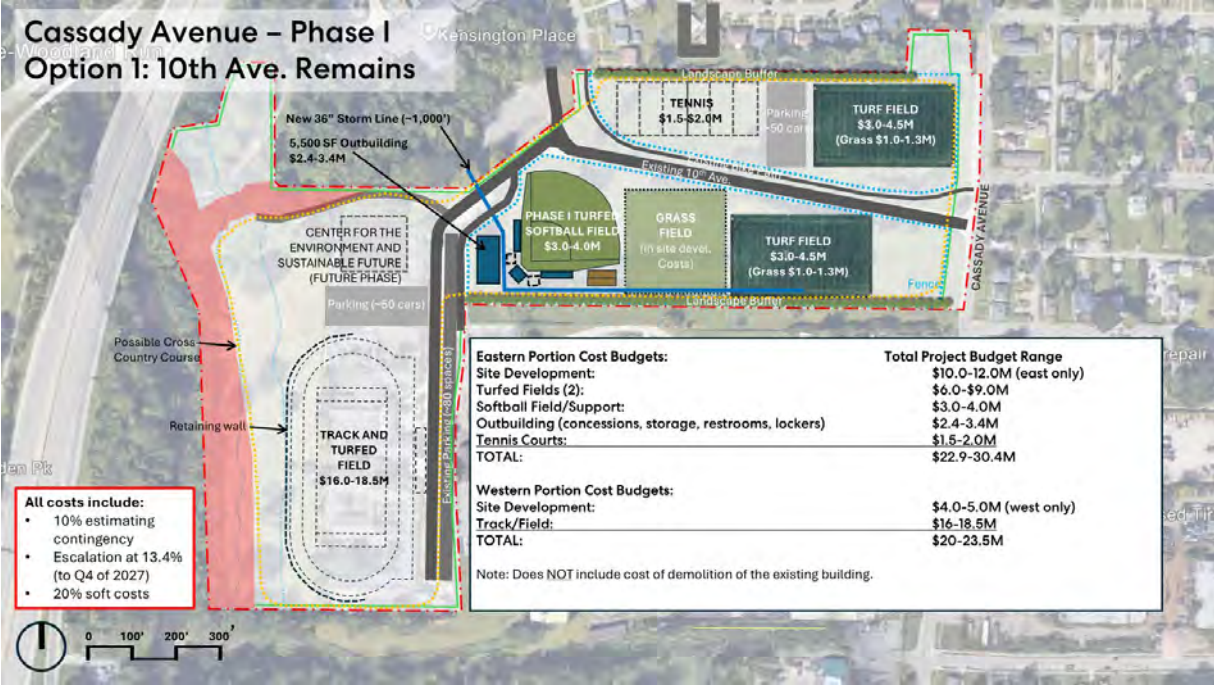 Cassady Avenue – Phase I
Option 1: 10th Ave. Remains
Kensington Place
New 36" Storm Line (~1,000')
5,500 SF Outbuilding
$2.4-3.4M
Landscape Buffer
TENNIS
$1.5-$2.0M
Parking
~50 cars
TURF FIELD
$3.0-4.5M
(Grass $1.0-1.3M)
Existing Bike Path
Existing 10th Ave.
CASSADY AVENUE
PHASE I TURFED
SOFTBALL FIELD
$3.0-4.0M
GRASS
FIELD
(in site devel.
Costs)
TURF FIELD
$3.0-4.5M
(Grass $1.0-1.3M)
Fence
Landscape Buffer
CENTER FOR THE
ENVIRONMENT AND
SUSTAINABLE FUTURE
(FUTURE PHASE)
Parking (~60 cars)
Possible Cross
Country Course
Retaining wall
TRACK AND
TURFED
FIELD
$16.0-18.5M
Existing Parking (~80 spaces)
Eastern Portion Cost Budgets: Total Project Budget Range
Site Development: $10.0-12.0M (east only)
Turfed Fields (2): $6.0-$9.0M
Softball Field/Support: $3.0-4.0M
Outbuilding (concessions, storage, restrooms, lockers) $2.4-3.4M
Tennis Courts: $1.5-2.0M
TOTAL: $22.9-30.4M
Western Portion Cost Budgets:
Site Development: $4.0-5.0M (west only)
Track/Field: $16-18.5M
TOTAL: $20-23.5M
Note: Does NOT include cost of demolition of the existing building.
repair
den Pk
All costs include:
• 10% estimating
contingency
• Escalation at 13.4%
(to Q4 of 2027)
• 20% soft costs
0 100' 200' 300'